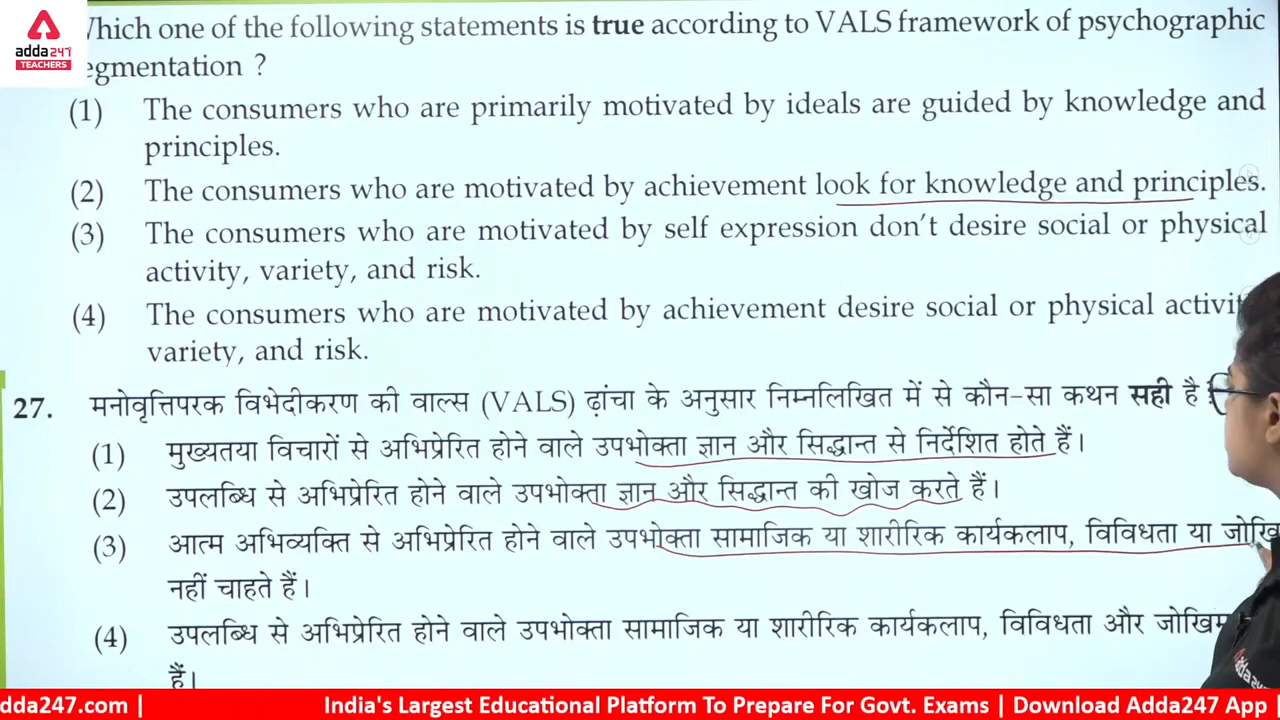 adda247
TEACHERS
Which one of the following statements is true according to VALS framework of psychographic
segmentation ?
(1) The consumers who are primarily motivated by ideals are guided by knowledge and
principles.
(2) The consumers who are motivated by achievement look for knowledge and principles.
(3) The consumers who are motivated by self expression don't desire social or physical
activity, variety, and risk.
(4) The consumers who are motivated by achievement desire social or physical activit
variety, and risk.
27. मनोवृत्तिपरक विभेदीकरण की वाल्स (VALS) ढ़ांचा के अनुसार निम्नलिखित में से कौन-सा कथन सही है
(1) मुख्यतया विचारों से अभिप्रेरित होने वाले उपभोक्ता ज्ञान और सिद्धान्त से निर्देशित होते हैं।
(2) उपलब्धि से अभिप्रेरित होने वाले उपभोक्ता ज्ञान और सिद्धान्त की खोज करते हैं।
(3) आत्म अभिव्यक्ति से अभिप्रेरित होने वाले उपभोक्ता सामाजिक या शारीरिक कार्यकलाप, विविधता या जोखि
नहीं चाहते हैं।
(4) उपलब्धि से अभिप्रेरित होने वाले उपभोक्ता सामाजिक या शारीरिक कार्यकलाप, विविधता और जोखिम
हैं।
dda247.com | India's Largest Educational Platform To Prepare For Govt. Exams | Download Adda247 App